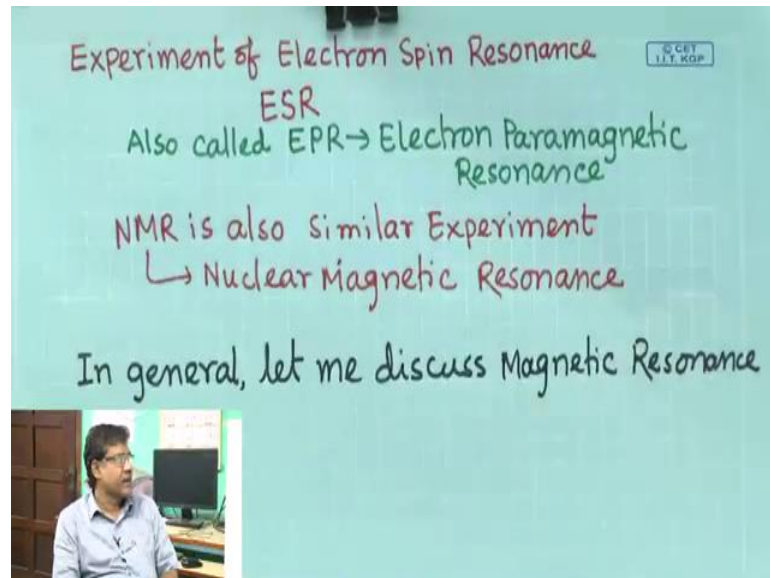 Experiment of Electron Spin Resonance
© CET
I.I.T. KGP
ESR
Also called EPR→ Electron Paramagnetic
Resonance
NMR is also Similar Experiment
↳ Nuclear Magnetic Resonance
In general, let me discuss Magnetic Resonance